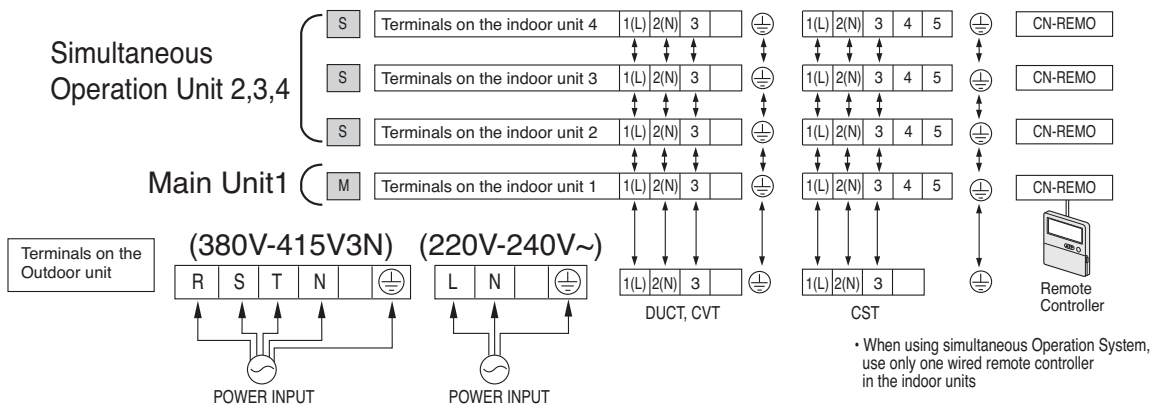 Simultaneous
Operation Unit 2,3,4
S Terminals on the indoor unit 4 1(L) 2(N) 3 1(L) 2(N) 3 4 5 CN-REMO
S Terminals on the indoor unit 3 1(L) 2(N) 3 1(L) 2(N) 3 4 5 CN-REMO
S Terminals on the indoor unit 2 1(L) 2(N) 3 1(L) 2(N) 3 4 5 CN-REMO
Main Unit1
M Terminals on the indoor unit 1 1(L) 2(N) 3 1(L) 2(N) 3 4 5 CN-REMO
Terminals on the
Outdoor unit
(380V-415V3N) (220V-240V~)
R S T N L N 1(L) 2(N) 3 1(L) 2(N) 3
DUCT, CVT CST
Remote
Controller
POWER INPUT POWER INPUT
• When using simultaneous Operation System,
use only one wired remote controller
in the indoor units